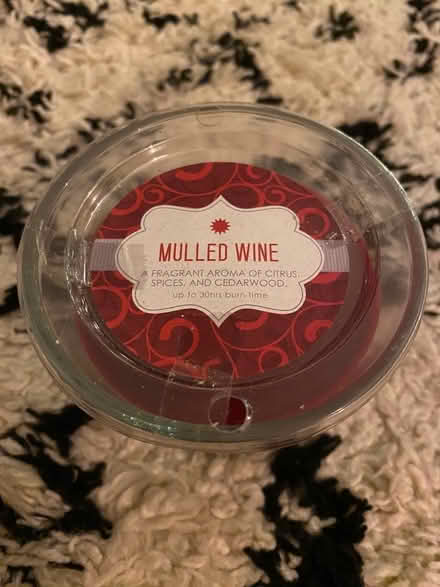 MULLED WINE
A FRAGRANT AROMA OF CITRUS,
SPICES, AND CEDARWOOD.
up to 30hrs burn-time